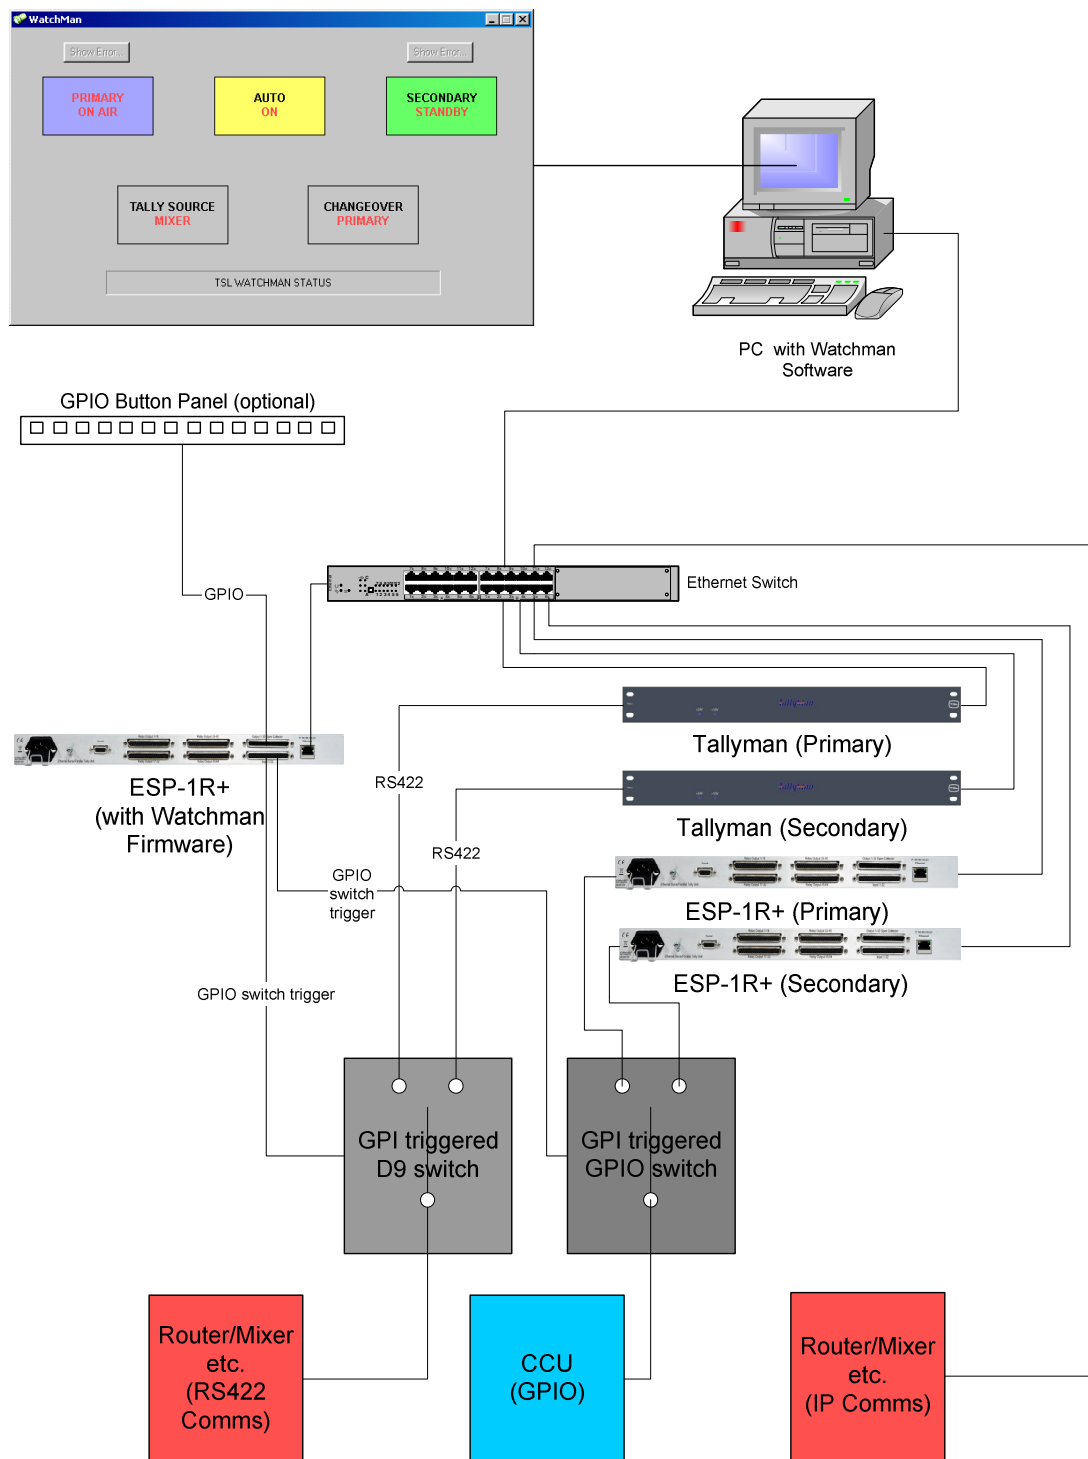 WatchMan
Show Error...
Show Error...
PRIMARY
ON AIR
AUTO
ON
SECONDARY
STANDBY
TALLY SOURCE
MIXER
CHANGEOVER
PRIMARY
TSL WATCHMAN STATUS
PC with Watchman
Software
GPIO Button Panel (optional)
Ethernet Switch
GPIO
Tallyman (Primary)
ESP-1R+
(with Watchman
Firmware)
RS422
Tallyman (Secondary)
RS422
GPIO
switch
trigger
ESP-1R+ (Primary)
ESP-1R+ (Secondary)
GPIO switch trigger
GPI triggered
D9 switch
GPI triggered
GPIO switch
Router/Mixer
etc.
(RS422
Comms)
CCU
(GPIO)
Router/Mixer
etc.
(IP Comms)